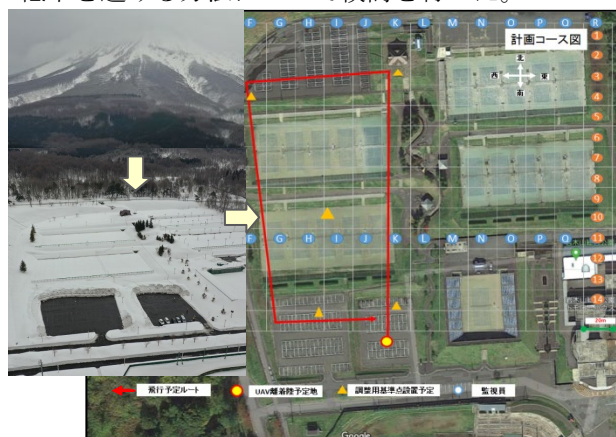 計画コース図
北
西 東
南
F G H I J K L M N O P Q R
1
2
3
4
5
6
7
8
9
10
F G H I J K L M N O P Q
11
12
13
14
20m
飛行予定ルート UAV離着陸予定地 調整用基準点設置予定 監視員
Google